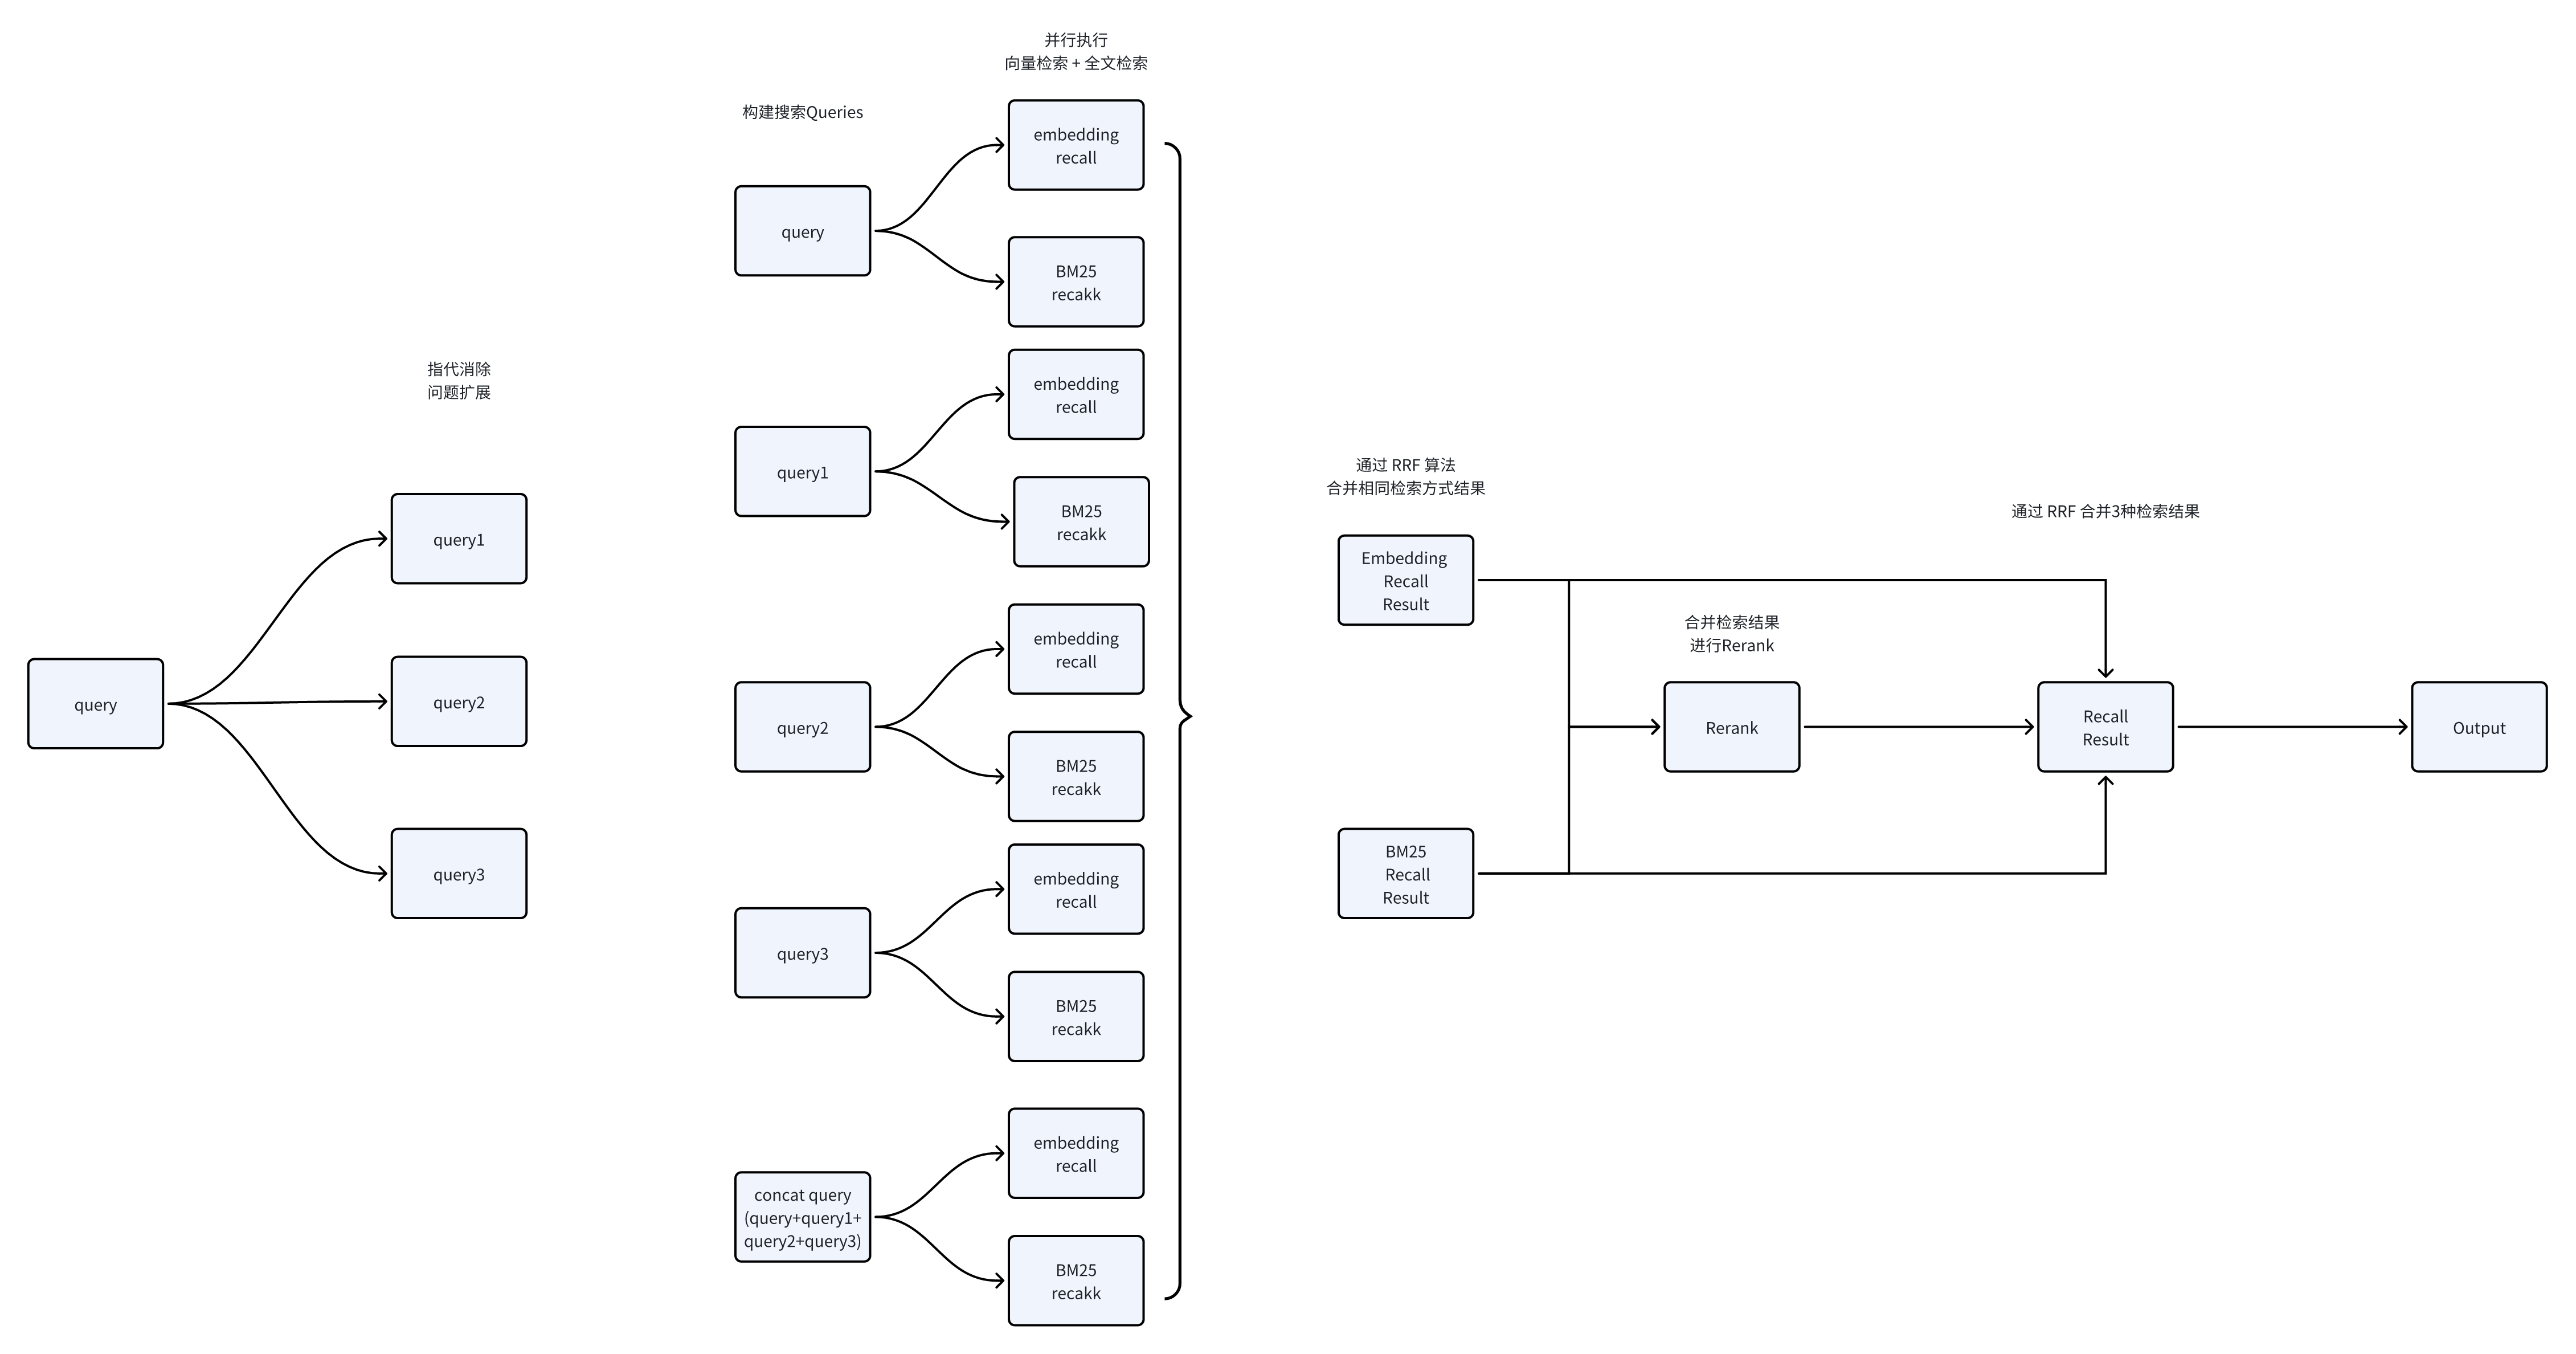 并行执行
向量检索 + 全文检索
构建搜索Queries
embedding
recall
query
BM25
recakk
指代消除
问题扩展
embedding
recall
query1
BM25
recakk
query1
query
query2
query3
embedding
recall
query2
BM25
recakk
embedding
recall
query3
BM25
recakk
embedding
recall
concat query
(query+query1+
query2+query3)
BM25
recakk
通过 RRF 算法
合并相同检索方式结果
Embedding
Recall
Result
BM25
Recall
Result
合并检索结果
进行Rerank
Rerank
通过 RRF 合并3种检索结果
Recall
Result
Output